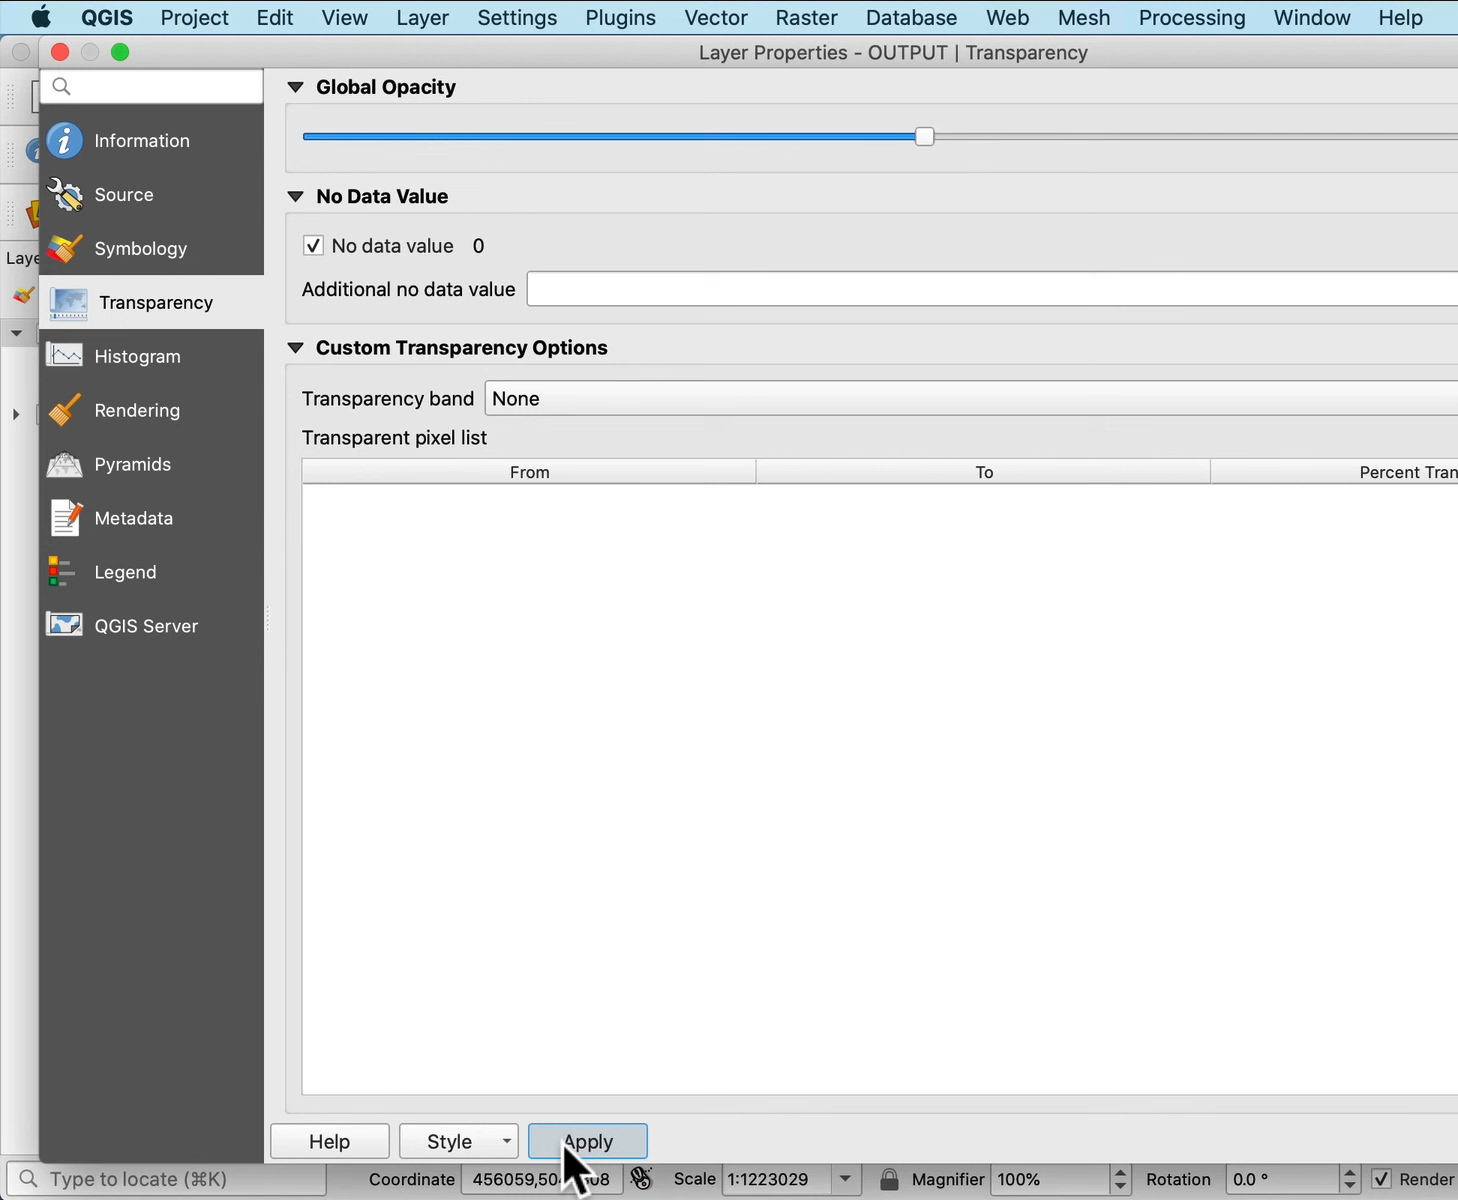 QGIS Project Edit View Layer Settings Plugins Vector Raster Database Web Mesh Processing Window Help
Layer Properties - OUTPUT | Transparency
Global Opacity
Information
Source
No Data Value
No data value 0
Symbology
Laye
Additional no data value
Transparency
Custom Transparency Options
Histogram
Transparency band None
Rendering
Transparent pixel list
Pyramids
From To Percent Tran
Metadata
Legend
QGIS Server
Help Style Apply
Type to locate (⌘K) Coordinate Scale 1:1223029 Magnifier 100% Rotation 0.0 ° Render